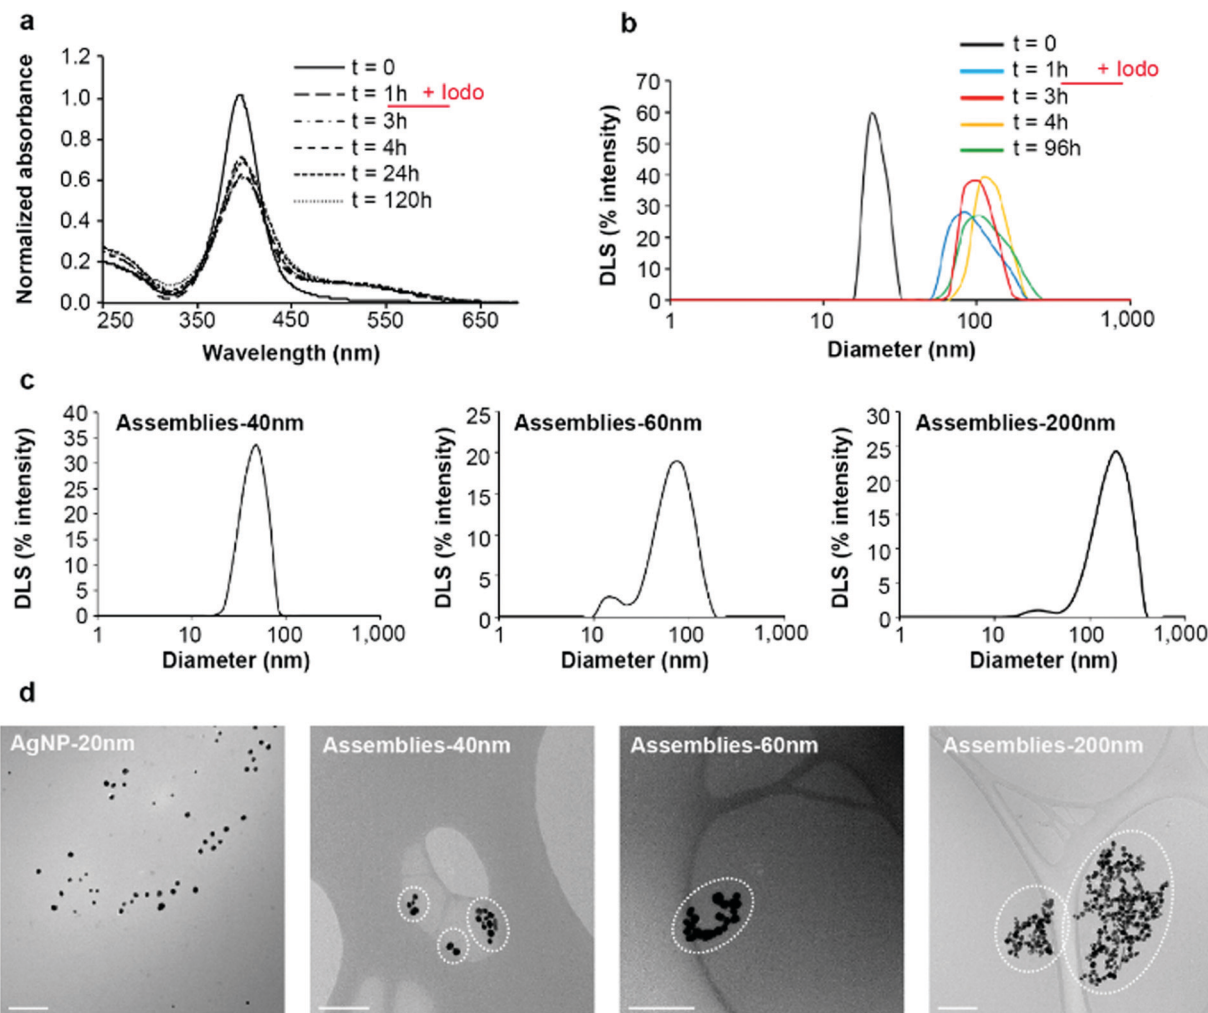 a
Normalized absorbance
1.2
1.0
0.8
0.6
0.4
0.2
0.0
250 350 450 550 650
Wavelength (nm)
t = 0
t = 1h + Iodo
t = 3h
t = 4h
t = 24h
t = 120h
b
DLS (% intensity)
70
60
50
40
30
20
10
0
1 10 100 1,000
Diameter (nm)
t = 0
t = 1h + Iodo
t = 3h
t = 4h
t = 96h
c
Assemblies-40nm
DLS (% intensity)
40
35
30
25
20
15
10
5
0
1 10 100 1,000
Diameter (nm)
Assemblies-60nm
DLS (% intensity)
25
20
15
10
5
0
1 10 100 1,000
Diameter (nm)
Assemblies-200nm
DLS (% intensity)
30
25
20
15
10
5
0
1 10 100 1,000
Diameter (nm)
d
AgNP-20nm
Assemblies-40nm
Assemblies-60nm
Assemblies-200nm